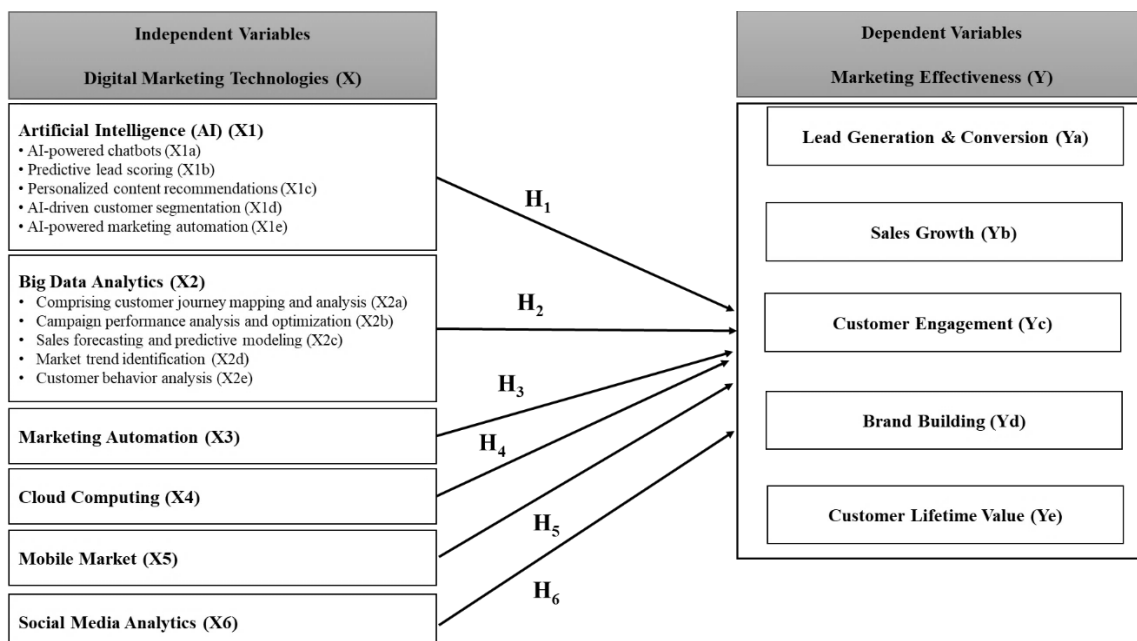 Independent Variables
Digital Marketing Technologies (X)
Artificial Intelligence (AI) (X1)
• AI-powered chatbots (X1a)
• Predictive lead scoring (X1b)
• Personalized content recommendations (X1c)
• AI-driven customer segmentation (X1d)
• AI-powered marketing automation (X1e)
Big Data Analytics (X2)
• Comprising customer journey mapping and analysis (X2a)
• Campaign performance analysis and optimization (X2b)
• Sales forecasting and predictive modeling (X2c)
• Market trend identification (X2d)
• Customer behavior analysis (X2e)
Marketing Automation (X3)
Cloud Computing (X4)
Mobile Market (X5)
Social Media Analytics (X6)
H1
H2
H3
H4
H5
H6
Dependent Variables
Marketing Effectiveness (Y)
Lead Generation & Conversion (Ya)
Sales Growth (Yb)
Customer Engagement (Yc)
Brand Building (Yd)
Customer Lifetime Value (Ye)